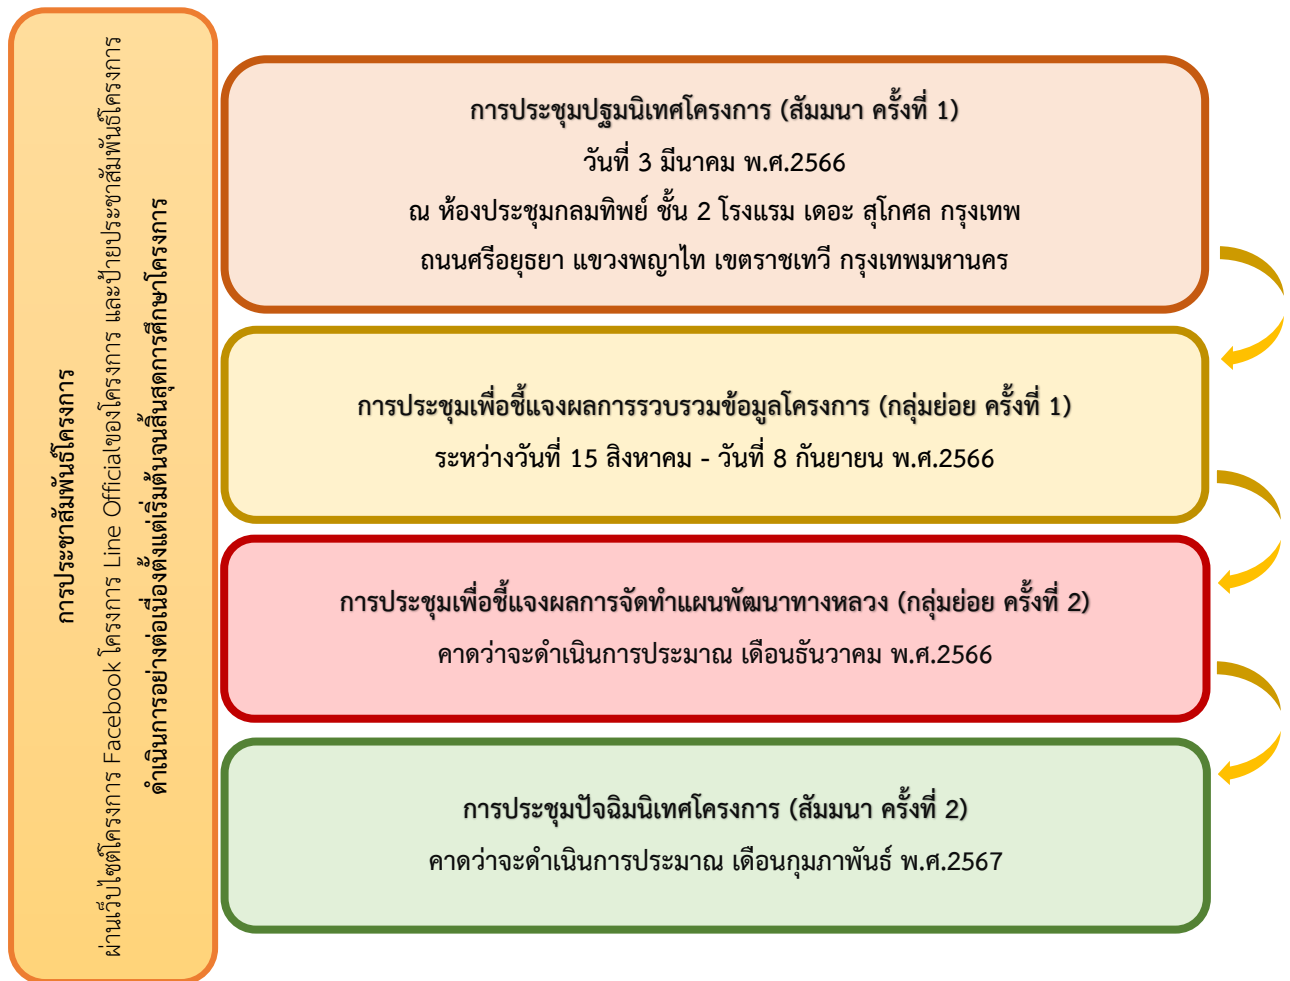 การประชาสัมพันธ์โครงการ
ผ่านเว็บไซต์โครงการ Facebook โครงการ Line Officialของโครงการ และป้ายประชาสัมพันธ์โครงการ
ดำเนินการอย่างต่อเนื่องตั้งแต่เริ่มต้นจนสิ้นสุดการศึกษาโครงการ
การประชุมปฐมนิเทศโครงการ (สัมมนา ครั้งที่ 1)
วันที่ 3 มีนาคม พ.ศ.2566
ณ ห้องประชุมกลมทิพย์ ชั้น 2 โรงแรม เดอะ สุโกศล กรุงเทพ
ถนนศรีอยุธยา แขวงพญาไท เขตราชเทวี กรุงเทพมหานคร
การประชุมเพื่อชี้แจงผลการรวบรวมข้อมูลโครงการ (กลุ่มย่อย ครั้งที่ 1)
ระหว่างวันที่ 15 สิงหาคม - วันที่ 8 กันยายน พ.ศ.2566
การประชุมเพื่อชี้แจงผลการจัดทำแผนพัฒนาทางหลวง (กลุ่มย่อย ครั้งที่ 2)
คาดว่าจะดำเนินการประมาณ เดือนธันวาคม พ.ศ.2566
การประชุมปัจฉิมนิเทศโครงการ (สัมมนา ครั้งที่ 2)
คาดว่าจะดำเนินการประมาณ เดือนกุมภาพันธ์ พ.ศ.2567